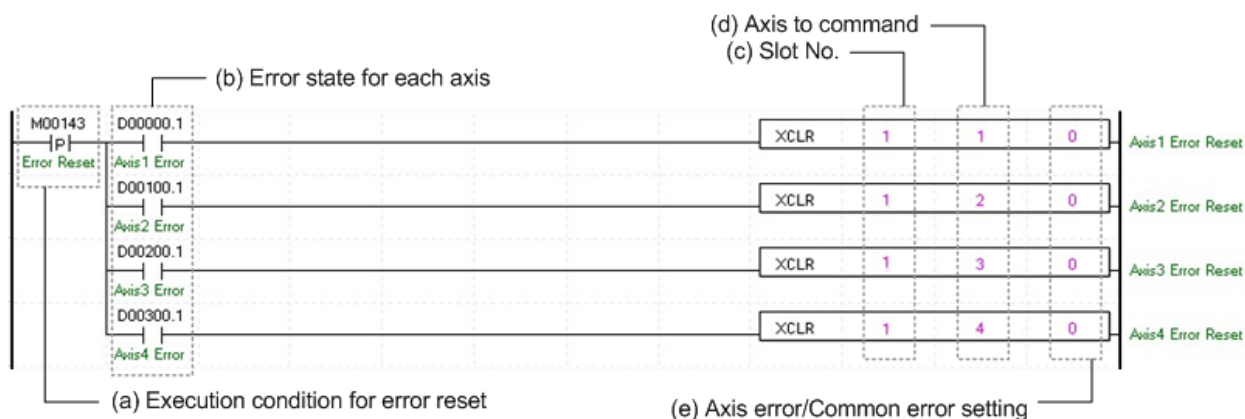 (d) Axis to command
(c) Slot No.
(b) Error state for each axis
M00143 D00000.1
P XCLR 1 1 0 Axis1 Error Reset
Error Reset Axis1 Error
D00100.1
XCLR 1 2 0 Axis2 Error Reset
Axis2 Error
D00200.1
XCLR 1 3 0 Axis3 Error Reset
Axis3 Error
D00300.1
XCLR 1 4 0 Axis4 Error Reset
Axis4 Error
(a) Execution condition for error reset
(e) Axis error/Common error setting